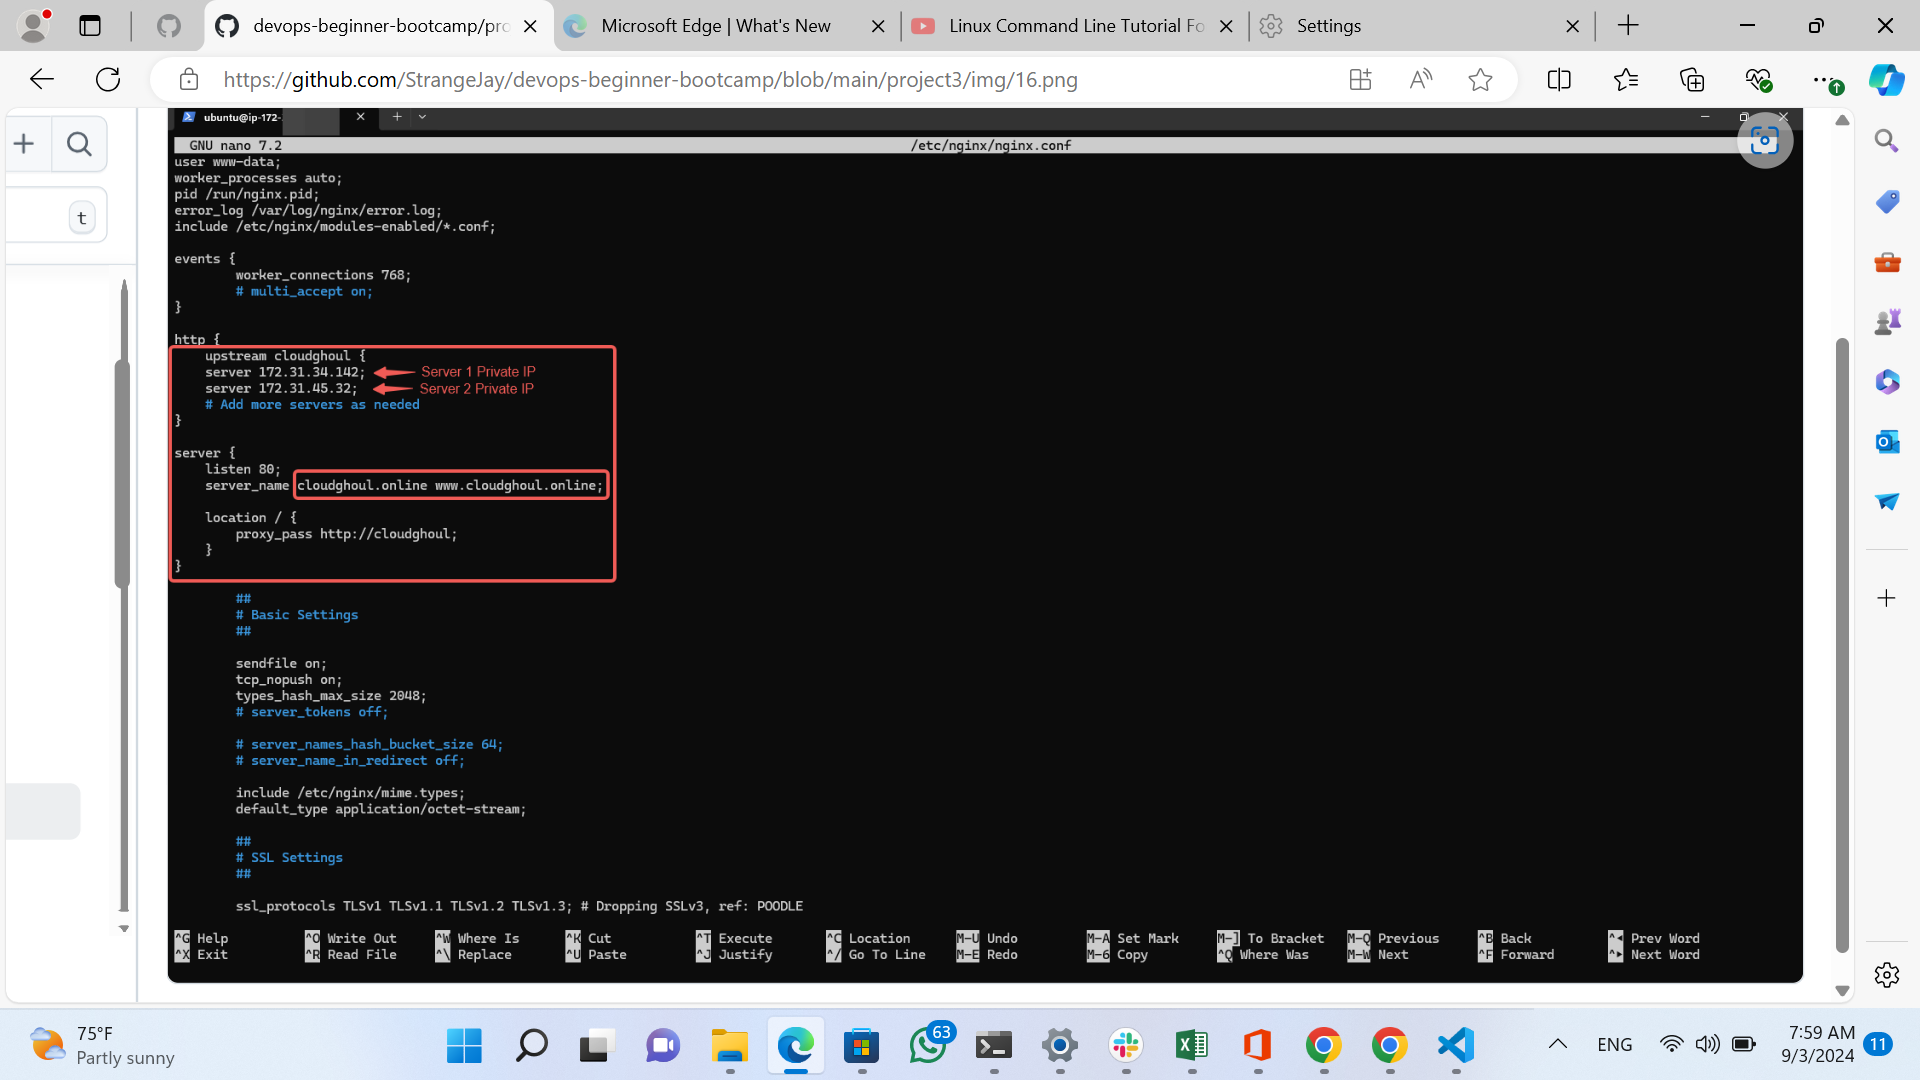 devops-beginner-bootcamp/pro
Microsoft Edge | What's New
Linux Command Line Tutorial Fo
Settings
https://github.com/StrangeJay/devops-beginner-bootcamp/blob/main/project3/img/16.png
t
ubuntu@ip-172-
GNU nano 7.2 /etc/nginx/nginx.conf
user www-data;
worker_processes auto;
pid /run/nginx.pid;
error_log /var/log/nginx/error.log;
include /etc/nginx/modules-enabled/*.conf;
events {
worker_connections 768;
# multi_accept on;
}
http {
upstream cloudghoul {
server 172.31.34.142; Server 1 Private IP
server 172.31.45.32; Server 2 Private IP
# Add more servers as needed
}
server {
listen 80;
server_name cloudghoul.online www.cloudghoul.online;
location / {
proxy_pass http://cloudghoul;
}
}
##
# Basic Settings
##
sendfile on;
tcp_nopush on;
types_hash_max_size 2048;
# server_tokens off;
# server_names_hash_bucket_size 64;
# server_name_in_redirect off;
include /etc/nginx/mime.types;
default_type application/octet-stream;
##
# SSL Settings
##
ssl_protocols TLSv1 TLSv1.1 TLSv1.2 TLSv1.3; # Dropping SSLv3, ref: POODLE
^G Help ^O Write Out ^W Where Is ^K Cut ^T Execute ^C Location M-U Undo M-A Set Mark M-] To Bracket M-Q Previous ^B Back ^◂ Prev Word
^X Exit ^R Read File ^\ Replace ^U Paste ^J Justify ^/ Go To Line M-E Redo M-6 Copy ^Q Where Was M-W Next ^F Forward ^▸ Next Word
75°F
Partly sunny
63
ENG
7:59 AM
9/3/2024
11